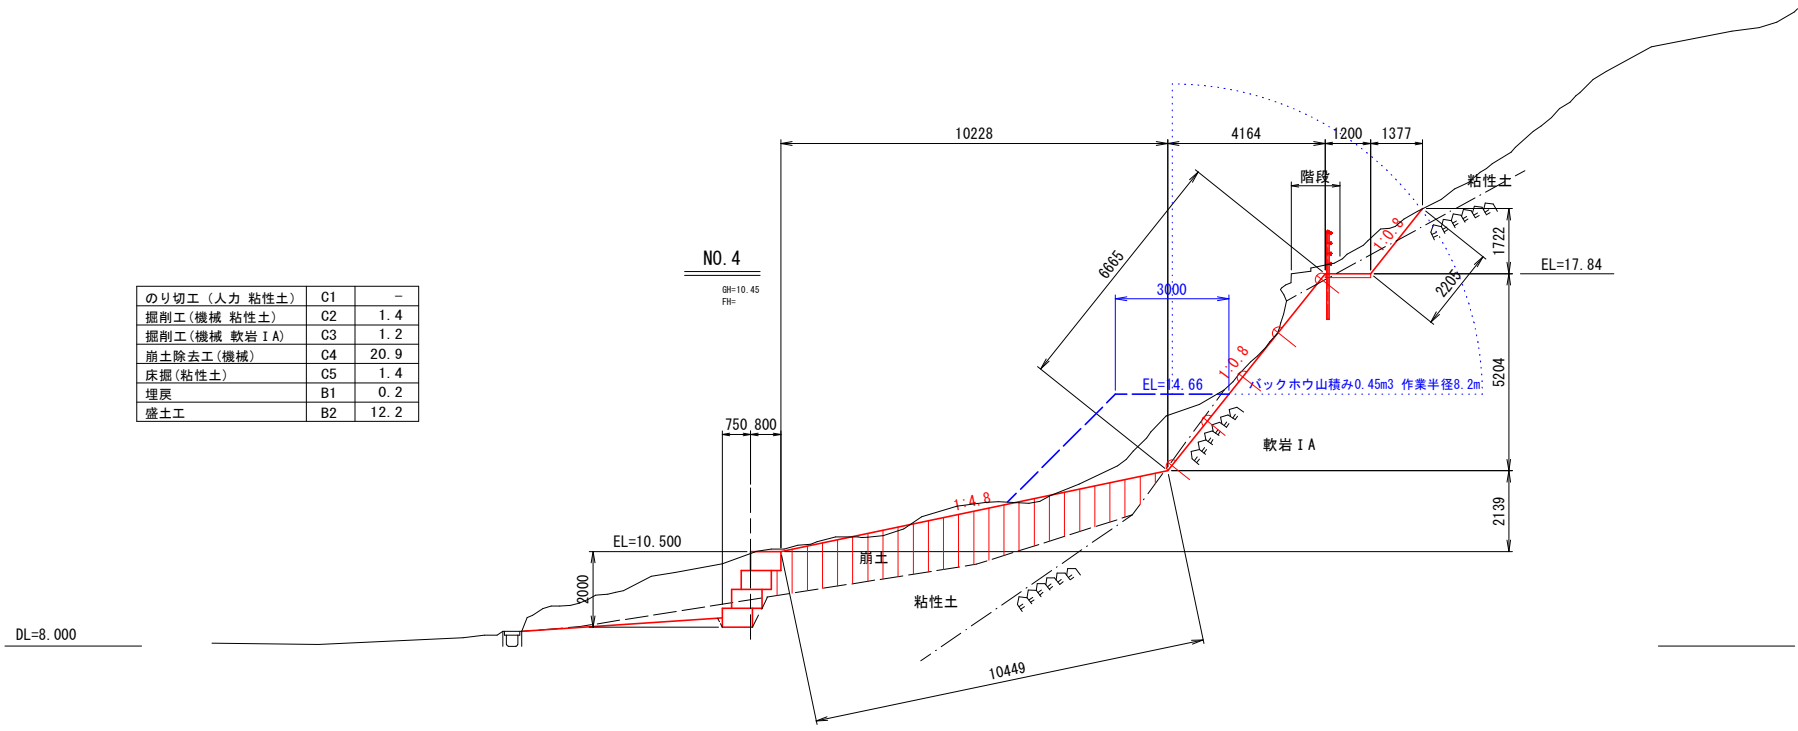 10228
4164
1200
1377
階段
粘性土
1:0.8
1722
NO.4
GH=10.45
FH=
6665
EL=17.84
2205
3000
のり切工(人力 粘性土) C1 -
掘削工(機械 粘性土) C2 1.4
掘削工(機械 軟岩ⅠA) C3 1.2
崩土除去工(機械) C4 20.9
床掘(粘性土) C5 1.4
埋戻 B1 0.2
盛土工 B2 12.2
1:0.8
5204
EL=14.66
バックホウ山積み0.45m3 作業半径8.2m
750
800
軟岩ⅠA
1:4.8
2139
EL=10.500
崩土
2000
粘性土
DL=8.000
10449